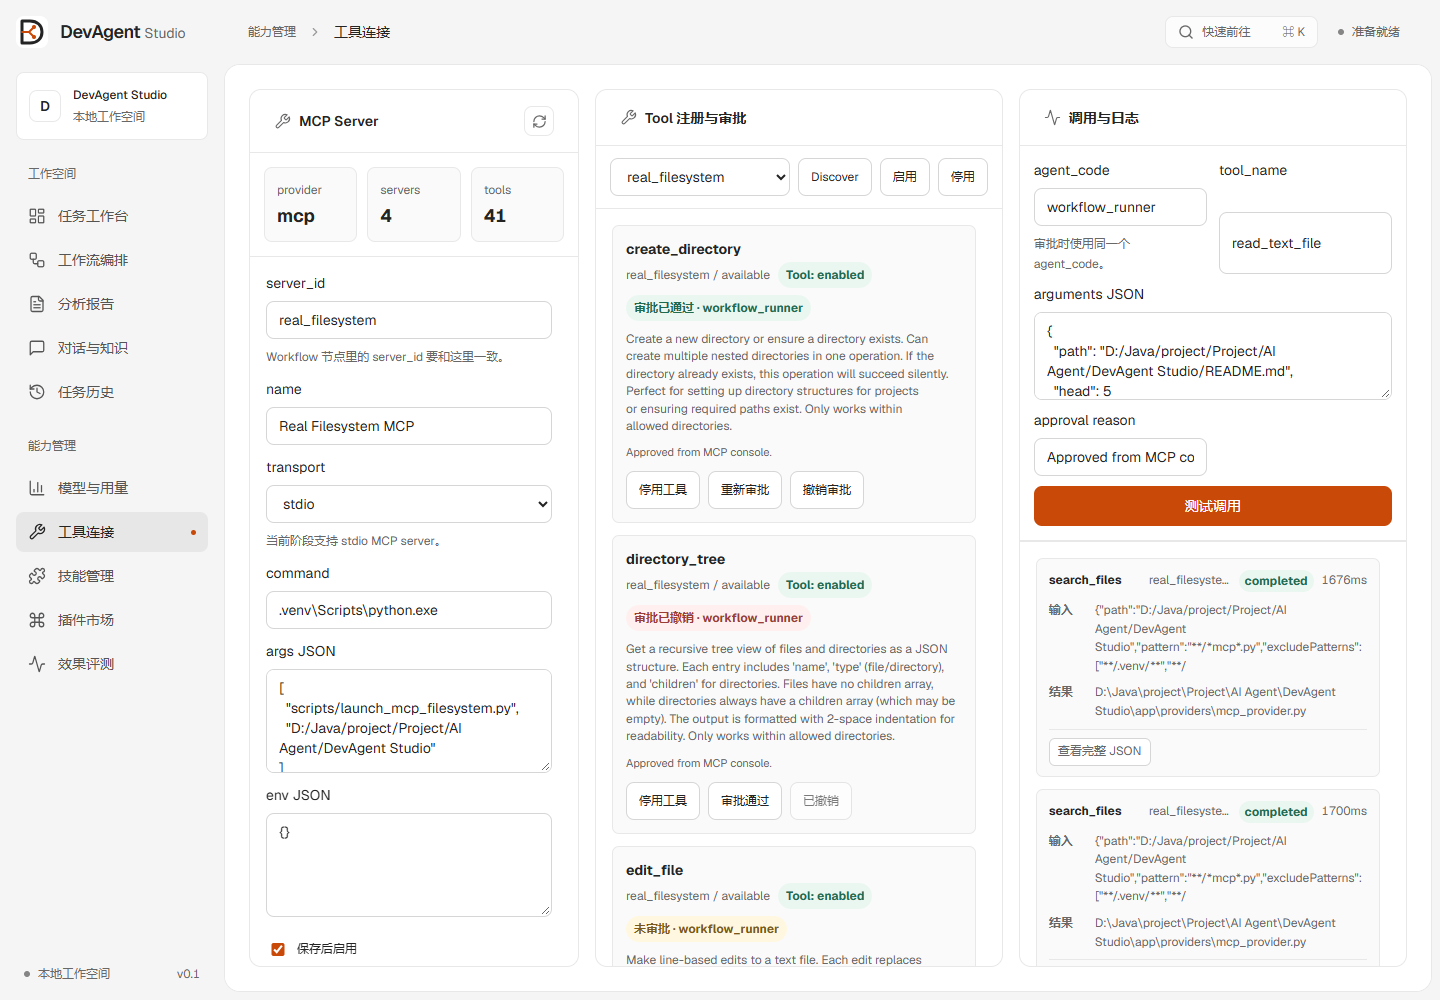 DevAgent Studio
能力管理
工具连接
快速前往
⌘ K
准备就绪
D
DevAgent Studio
本地工作空间
工作空间
任务工作台
工作流编排
分析报告
对话与知识
任务历史
能力管理
模型与用量
工具连接
技能管理
插件市场
效果评测
本地工作空间
v0.1
MCP Server
provider
mcp
servers
4
tools
41
server_id
real_filesystem
Workflow 节点里的 server_id 要和这里一致。
name
Real Filesystem MCP
transport
stdio
当前阶段支持 stdio MCP server。
command
.venv\Scripts\python.exe
args JSON
[
"scripts/launch_mcp_filesystem.py",
"D:/Java/project/Project/AI
Agent/DevAgent Studio"
]
env JSON
{}
保存后启用
Tool 注册与审批
real_filesystem
Discover
启用
停用
create_directory
real_filesystem / available
Tool: enabled
审批已通过 · workflow_runner
Create a new directory or ensure a directory exists. Can
create multiple nested directories in one operation. If the
directory already exists, this operation will succeed silently.
Perfect for setting up directory structures for projects
or ensuring required paths exist. Only works within
allowed directories.
Approved from MCP console.
停用工具
重新审批
撤销审批
directory_tree
real_filesystem / available
Tool: enabled
审批已撤销 · workflow_runner
Get a recursive tree view of files and directories as a JSON
structure. Each entry includes 'name', 'type' (file/directory),
and 'children' for directories. Files have no children array,
while directories always have a children array (which may be
empty). The output is formatted with 2-space indentation for
readability. Only works within allowed directories.
Approved from MCP console.
停用工具
审批通过
已撤销
edit_file
real_filesystem / available
Tool: enabled
未审批 · workflow_runner
Make line-based edits to a text file. Each edit replaces
调用与日志
agent_code
workflow_runner
审批时使用同一个
agent_code。
tool_name
read_text_file
arguments JSON
{
"path": "D:/Java/project/Project/AI
Agent/DevAgent Studio/README.md",
"head": 5
approval reason
Approved from MCP co
测试调用
search_files
real_filesyste...
completed
1676ms
输入
{"path":"D:/Java/project/Project/AI
Agent/DevAgent
Studio","pattern":"**/*mcp*.py","excludePatterns":
["**/.venv/**","**/
结果
D:\Java\project\Project\AI Agent\DevAgent
Studio\app\providers\mcp_provider.py
查看完整 JSON
search_files
real_filesyste...
completed
1700ms
输入
{"path":"D:/Java/project/Project/AI
Agent/DevAgent
Studio","pattern":"**/*mcp*.py","excludePatterns":
["**/.venv/**","**/
结果
D:\Java\project\Project\AI Agent\DevAgent
Studio\app\providers\mcp_provider.py